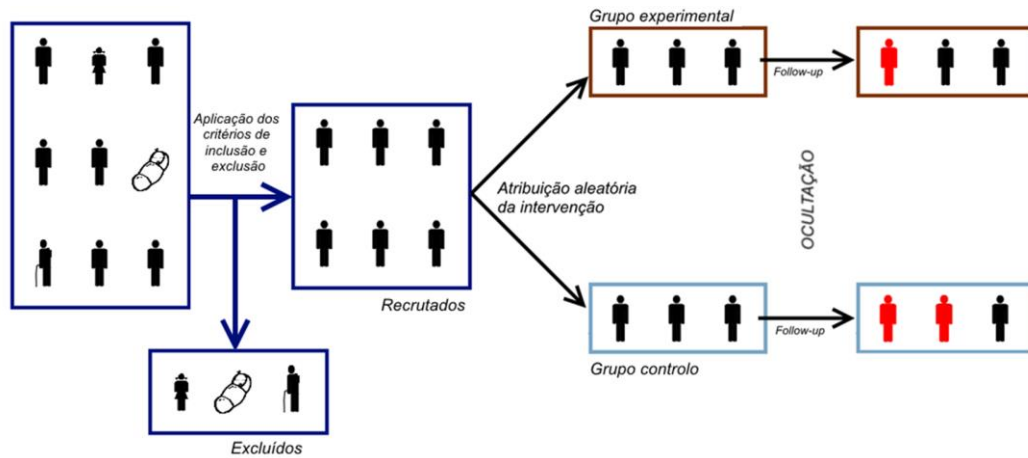 Aplicação dos
critérios de
inclusão e
exclusão
Recrutados
Excluídos
Atribuição aleatória
da intervenção
Grupo experimental
Follow-up
OCULTAÇÃO
Follow-up
Grupo controlo